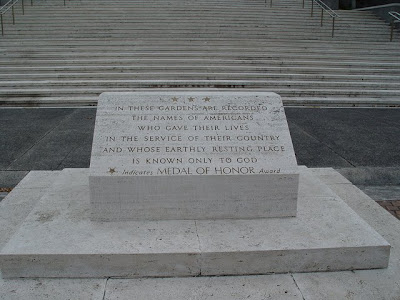 IN THESE GARDENS ARE RECORDED
THE NAMES OF AMERICANS
WHO GAVE THEIR LIVES
IN THE SERVICE OF THEIR COUNTRY
AND WHOSE EARTHLY RESTING PLACE
IS KNOWN ONLY TO GOD
Indicates MEDAL OF HONOR Award